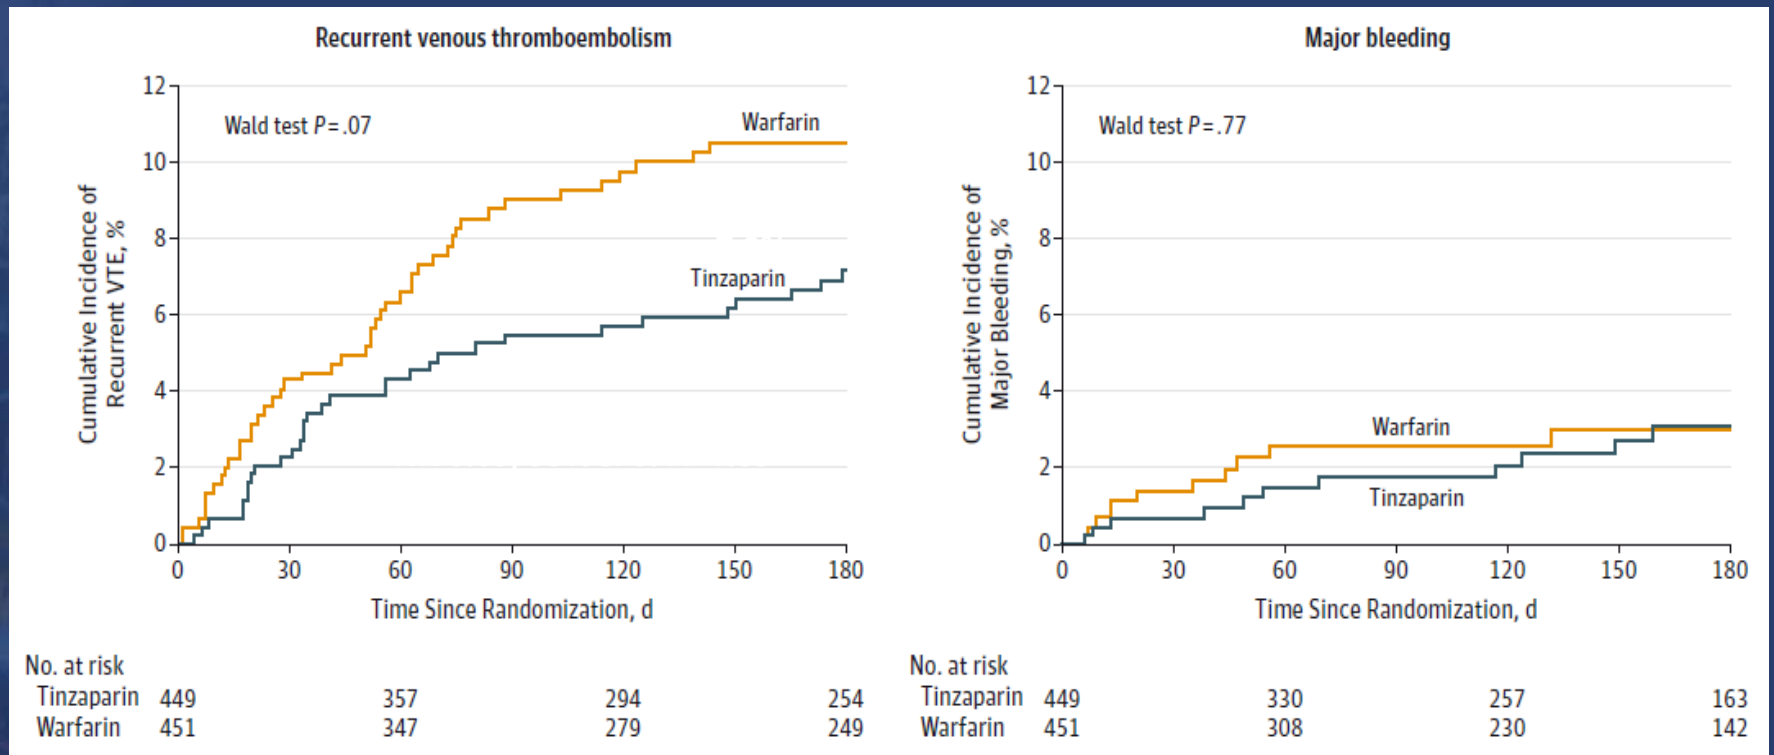 Recurrent venous thromboembolism
Wald test P=.07
Warfarin
Tinzaparin
Cumulative Incidence of
Recurrent VTE, %
12
10
8
6
4
2
0
0 30 60 90 120 150 180
Time Since Randomization, d
No. at risk
Tinzaparin 449 357 294 254
Warfarin 451 347 279 249
Major bleeding
Wald test P=.77
Warfarin
Tinzaparin
Cumulative Incidence of
Major Bleeding, %
12
10
8
6
4
2
0
0 30 60 90 120 150 180
Time Since Randomization, d
No. at risk
Tinzaparin 449 330 257 163
Warfarin 451 308 230 142